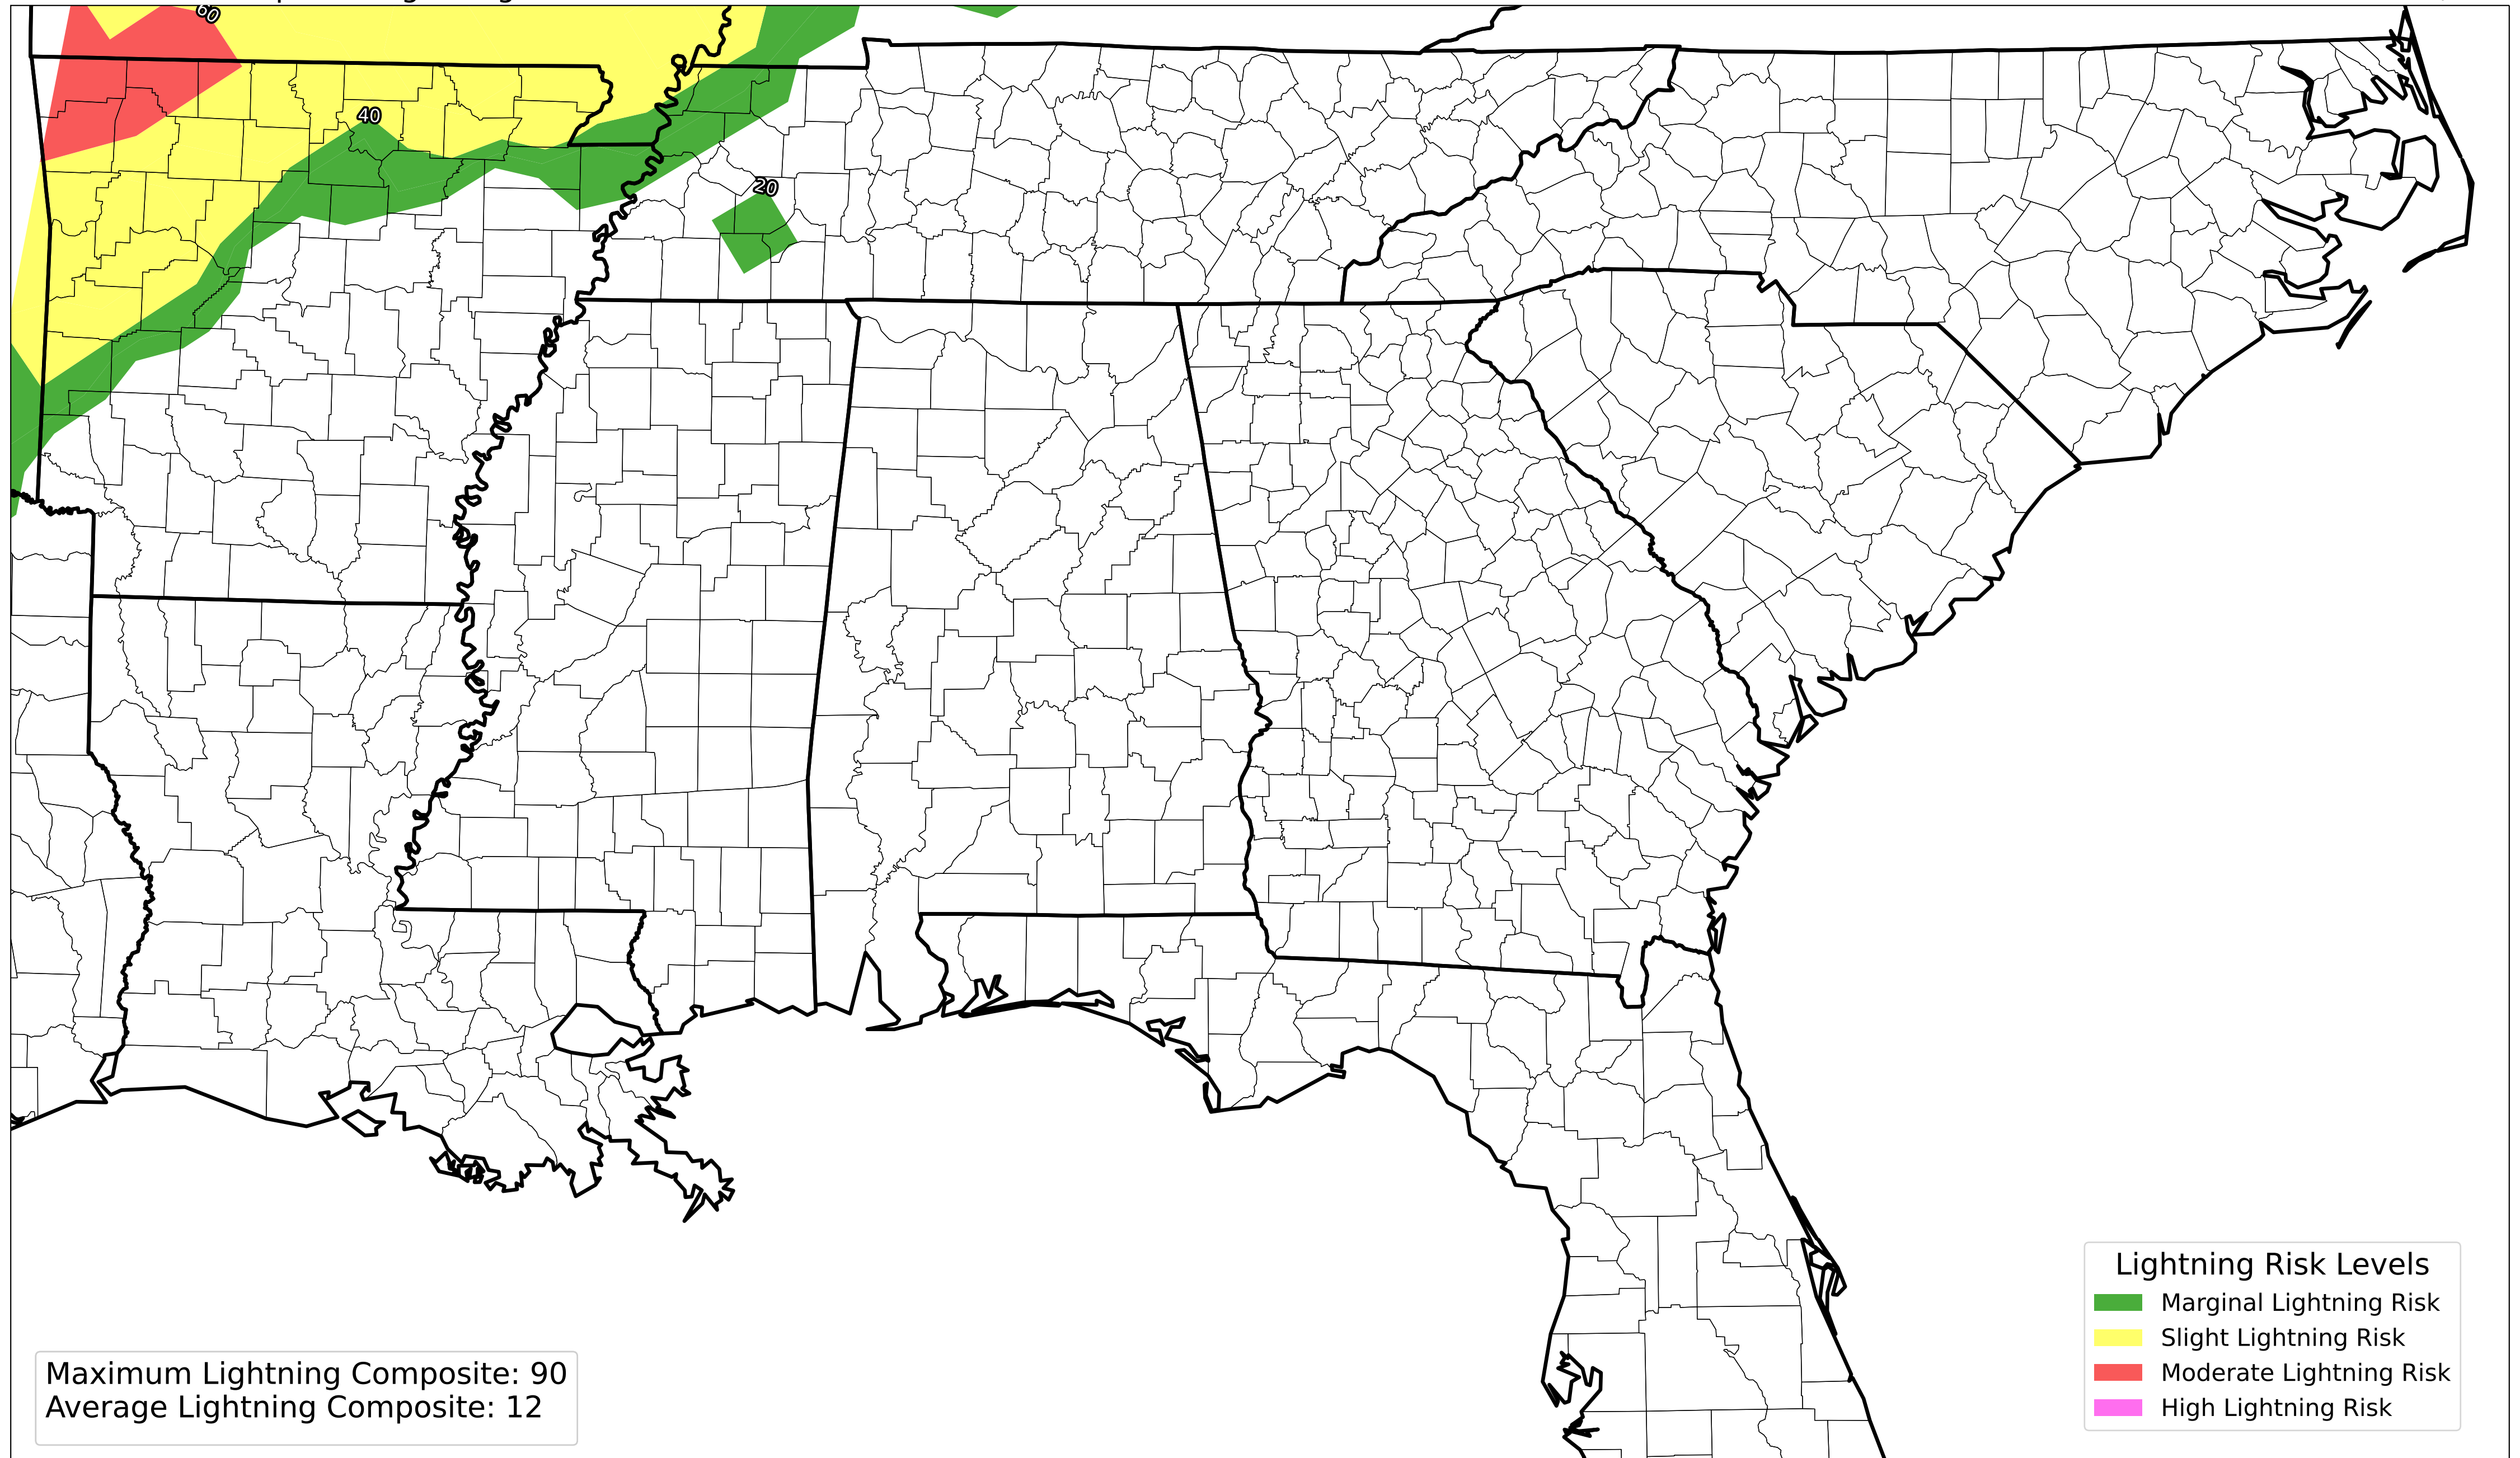 60
40
20
Lightning Risk Levels
Marginal Lightning Risk
Slight Lightning Risk
Moderate Lightning Risk
High Lightning Risk
Maximum Lightning Composite: 90
Average Lightning Composite: 12